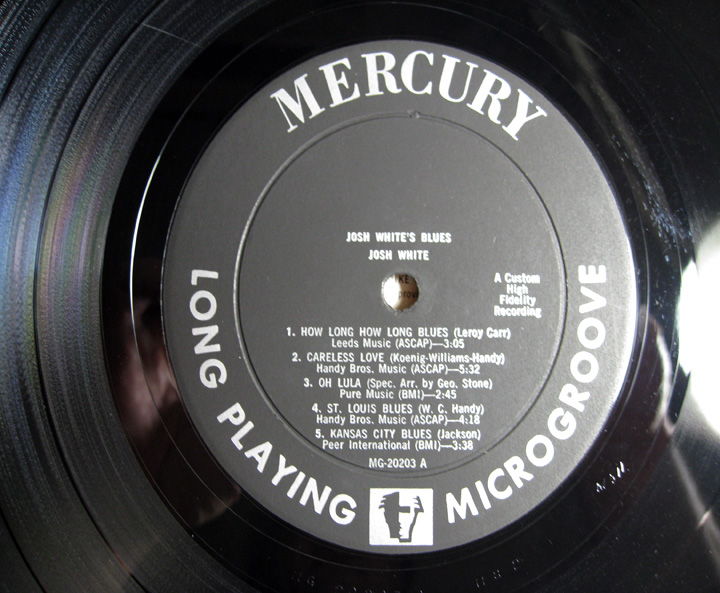 MERCURY
JOSH WHITE'S BLUES
JOSH WHITE
A Custom
High
Fidelity
Recording
1. HOW LONG HOW LONG BLUES (Leroy Carr)
Leeds Music (ASCAP)—3:05
2. CARELESS LOVE (Koenig-Williams-Handy)
Handy Bros. Music (ASCAP)—5:32
3. OH LULA (Spec. Arr. by Geo. Stone)
Pure Music (BMI)—2:45
4. ST. LOUIS BLUES (W. C. Handy)
Handy Bros. Music (ASCAP)—4:18
5. KANSAS CITY BLUES (Jackson)
Peer International (BMI)—3:38
MG-20203 A
LONG PLAYING MICROGROOVE